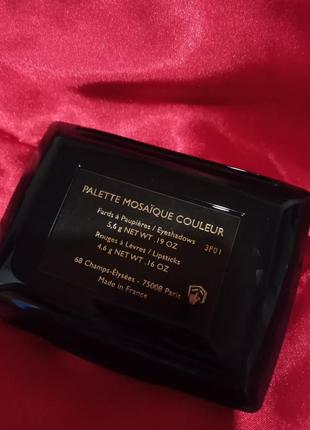 PALETTE MOSAÏQUE COULEUR
Fards à Paupières / Eyeshadows
5,6 g NET WT .19 OZ 3F01
Rouges à Lèvres / Lipsticks
4,6 g NET WT .16 OZ
68 Champs-Élysées - 75008 Paris
Made in France